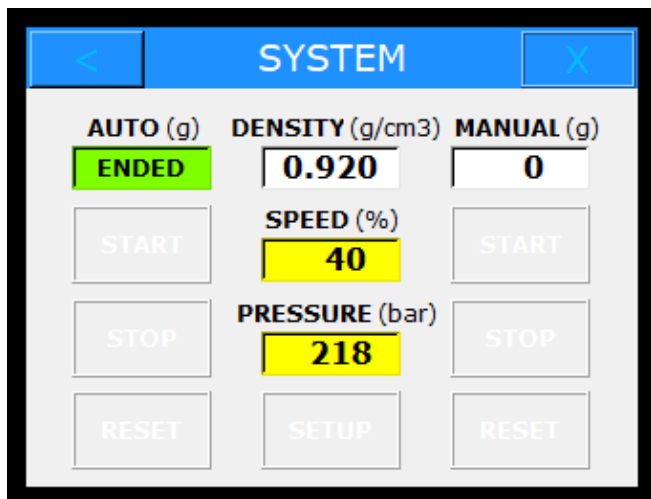 < SYSTEM X
AUTO (g) DENSITY (g/cm3) MANUAL (g)
ENDED 0.920 0
SPEED (%)
START 40 START
PRESSURE (bar)
STOP 218 STOP
RESET SETUP RESET